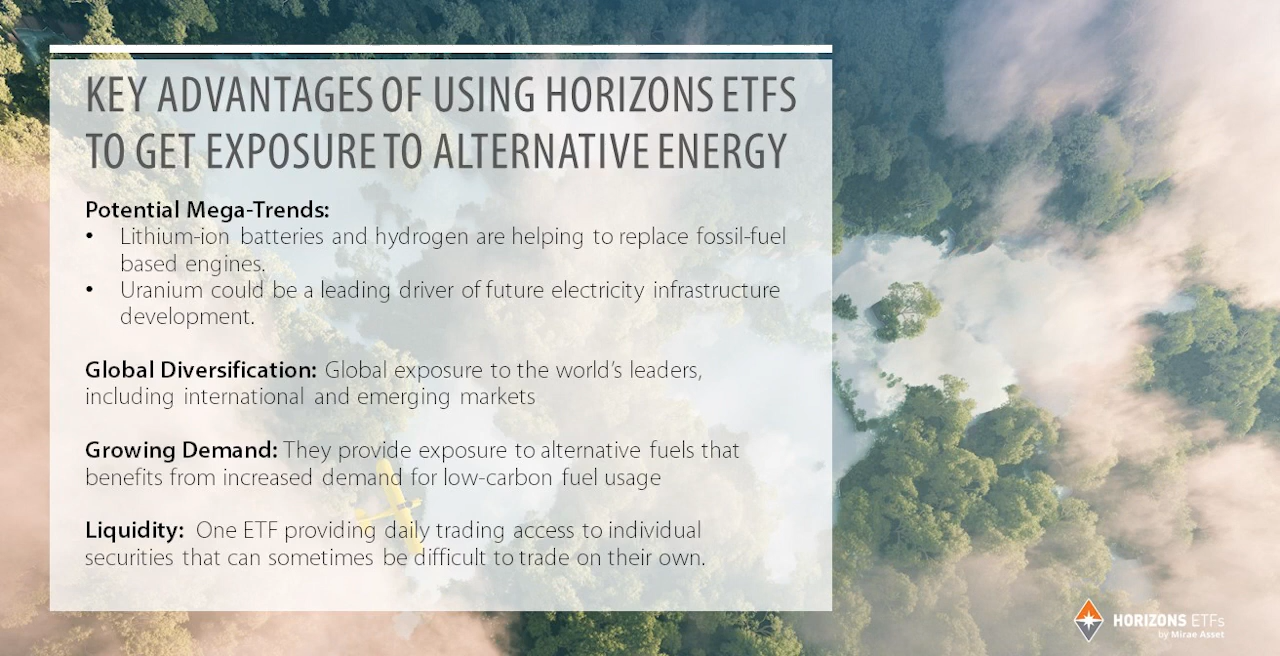 KEY ADVANTAGES OF USING HORIZONS ETFS
TO GET EXPOSURE TO ALTERNATIVE ENERGY
Potential Mega-Trends:
• Lithium-ion batteries and hydrogen are helping to replace fossil-fuel
based engines.
• Uranium could be a leading driver of future electricity infrastructure
development.
Global Diversification: Global exposure to the world’s leaders,
including international and emerging markets
Growing Demand: They provide exposure to alternative fuels that
benefits from increased demand for low-carbon fuel usage
Liquidity: One ETF providing daily trading access to individual
securities that can sometimes be difficult to trade on their own.
HORIZONS ETFs
by Mirae Asset